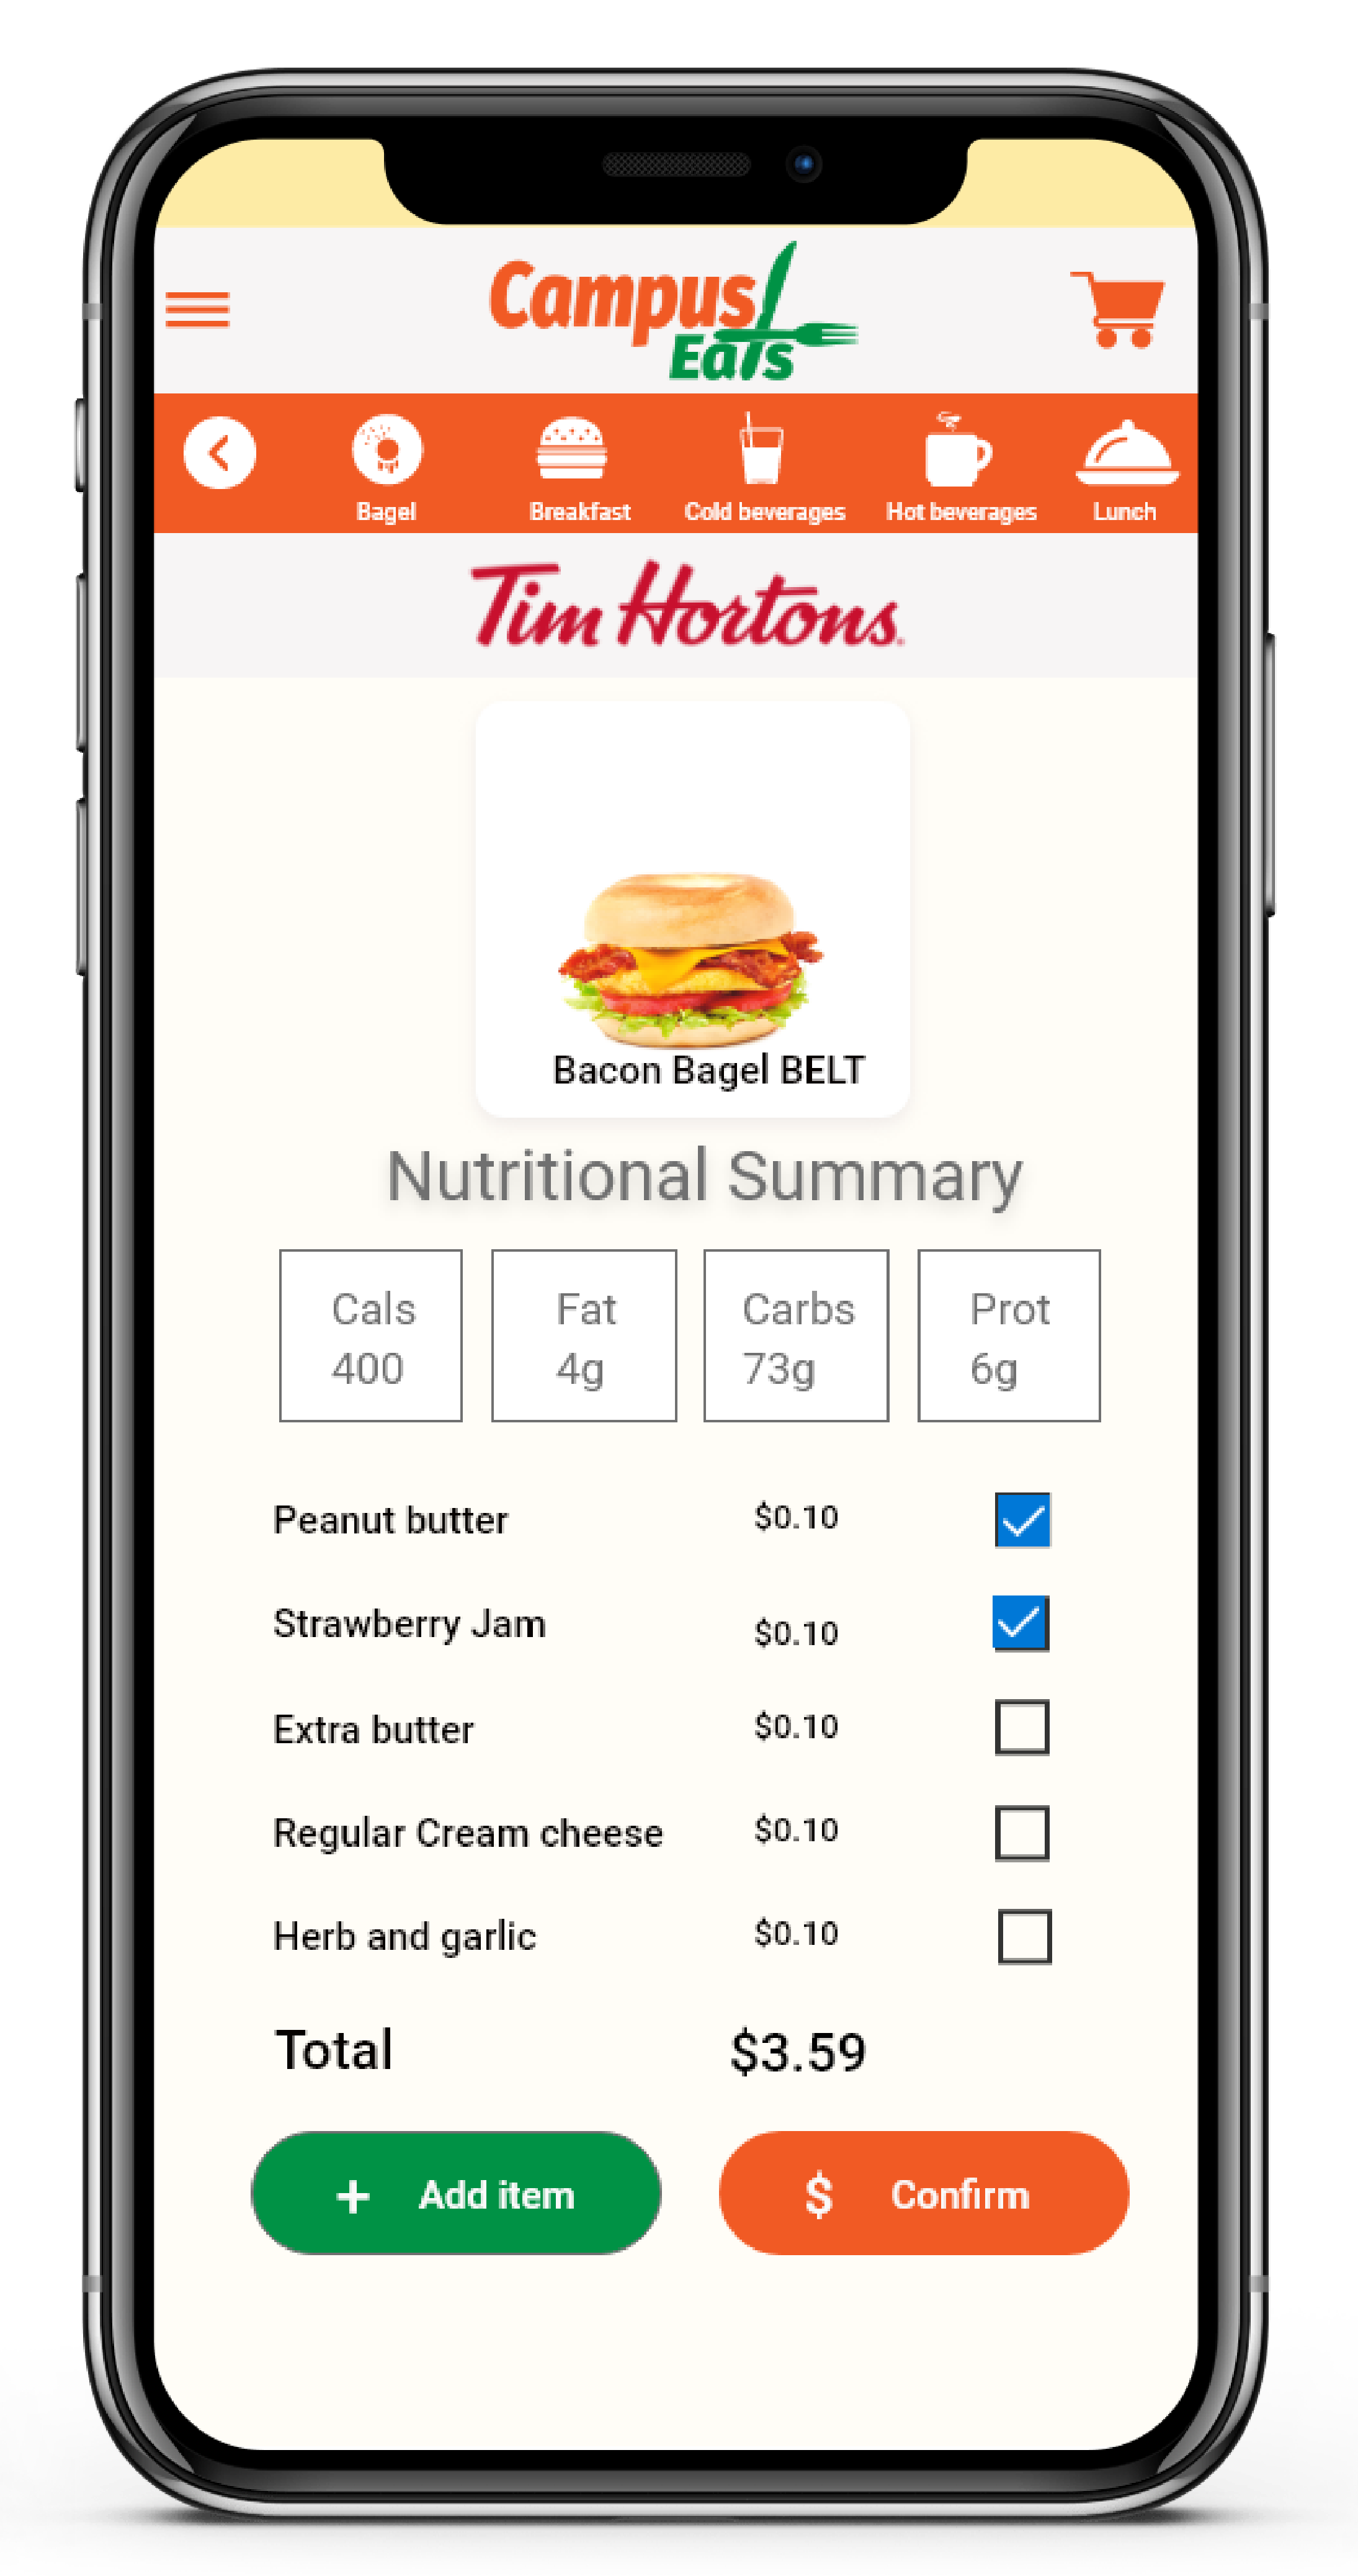 Campus
Eats
Bagel
Breakfast
Cold beverages
Hot beverages
Lunch
Tim Hortons.
Bacon Bagel BELT
Nutritional Summary
Cals Fat Carbs Prot
400 4g 73g 6g
Peanut butter $0.10
Strawberry Jam $0.10
Extra butter $0.10
Regular Cream cheese $0.10
Herb and garlic $0.10
Total $3.59
+ Add item
$ Confirm